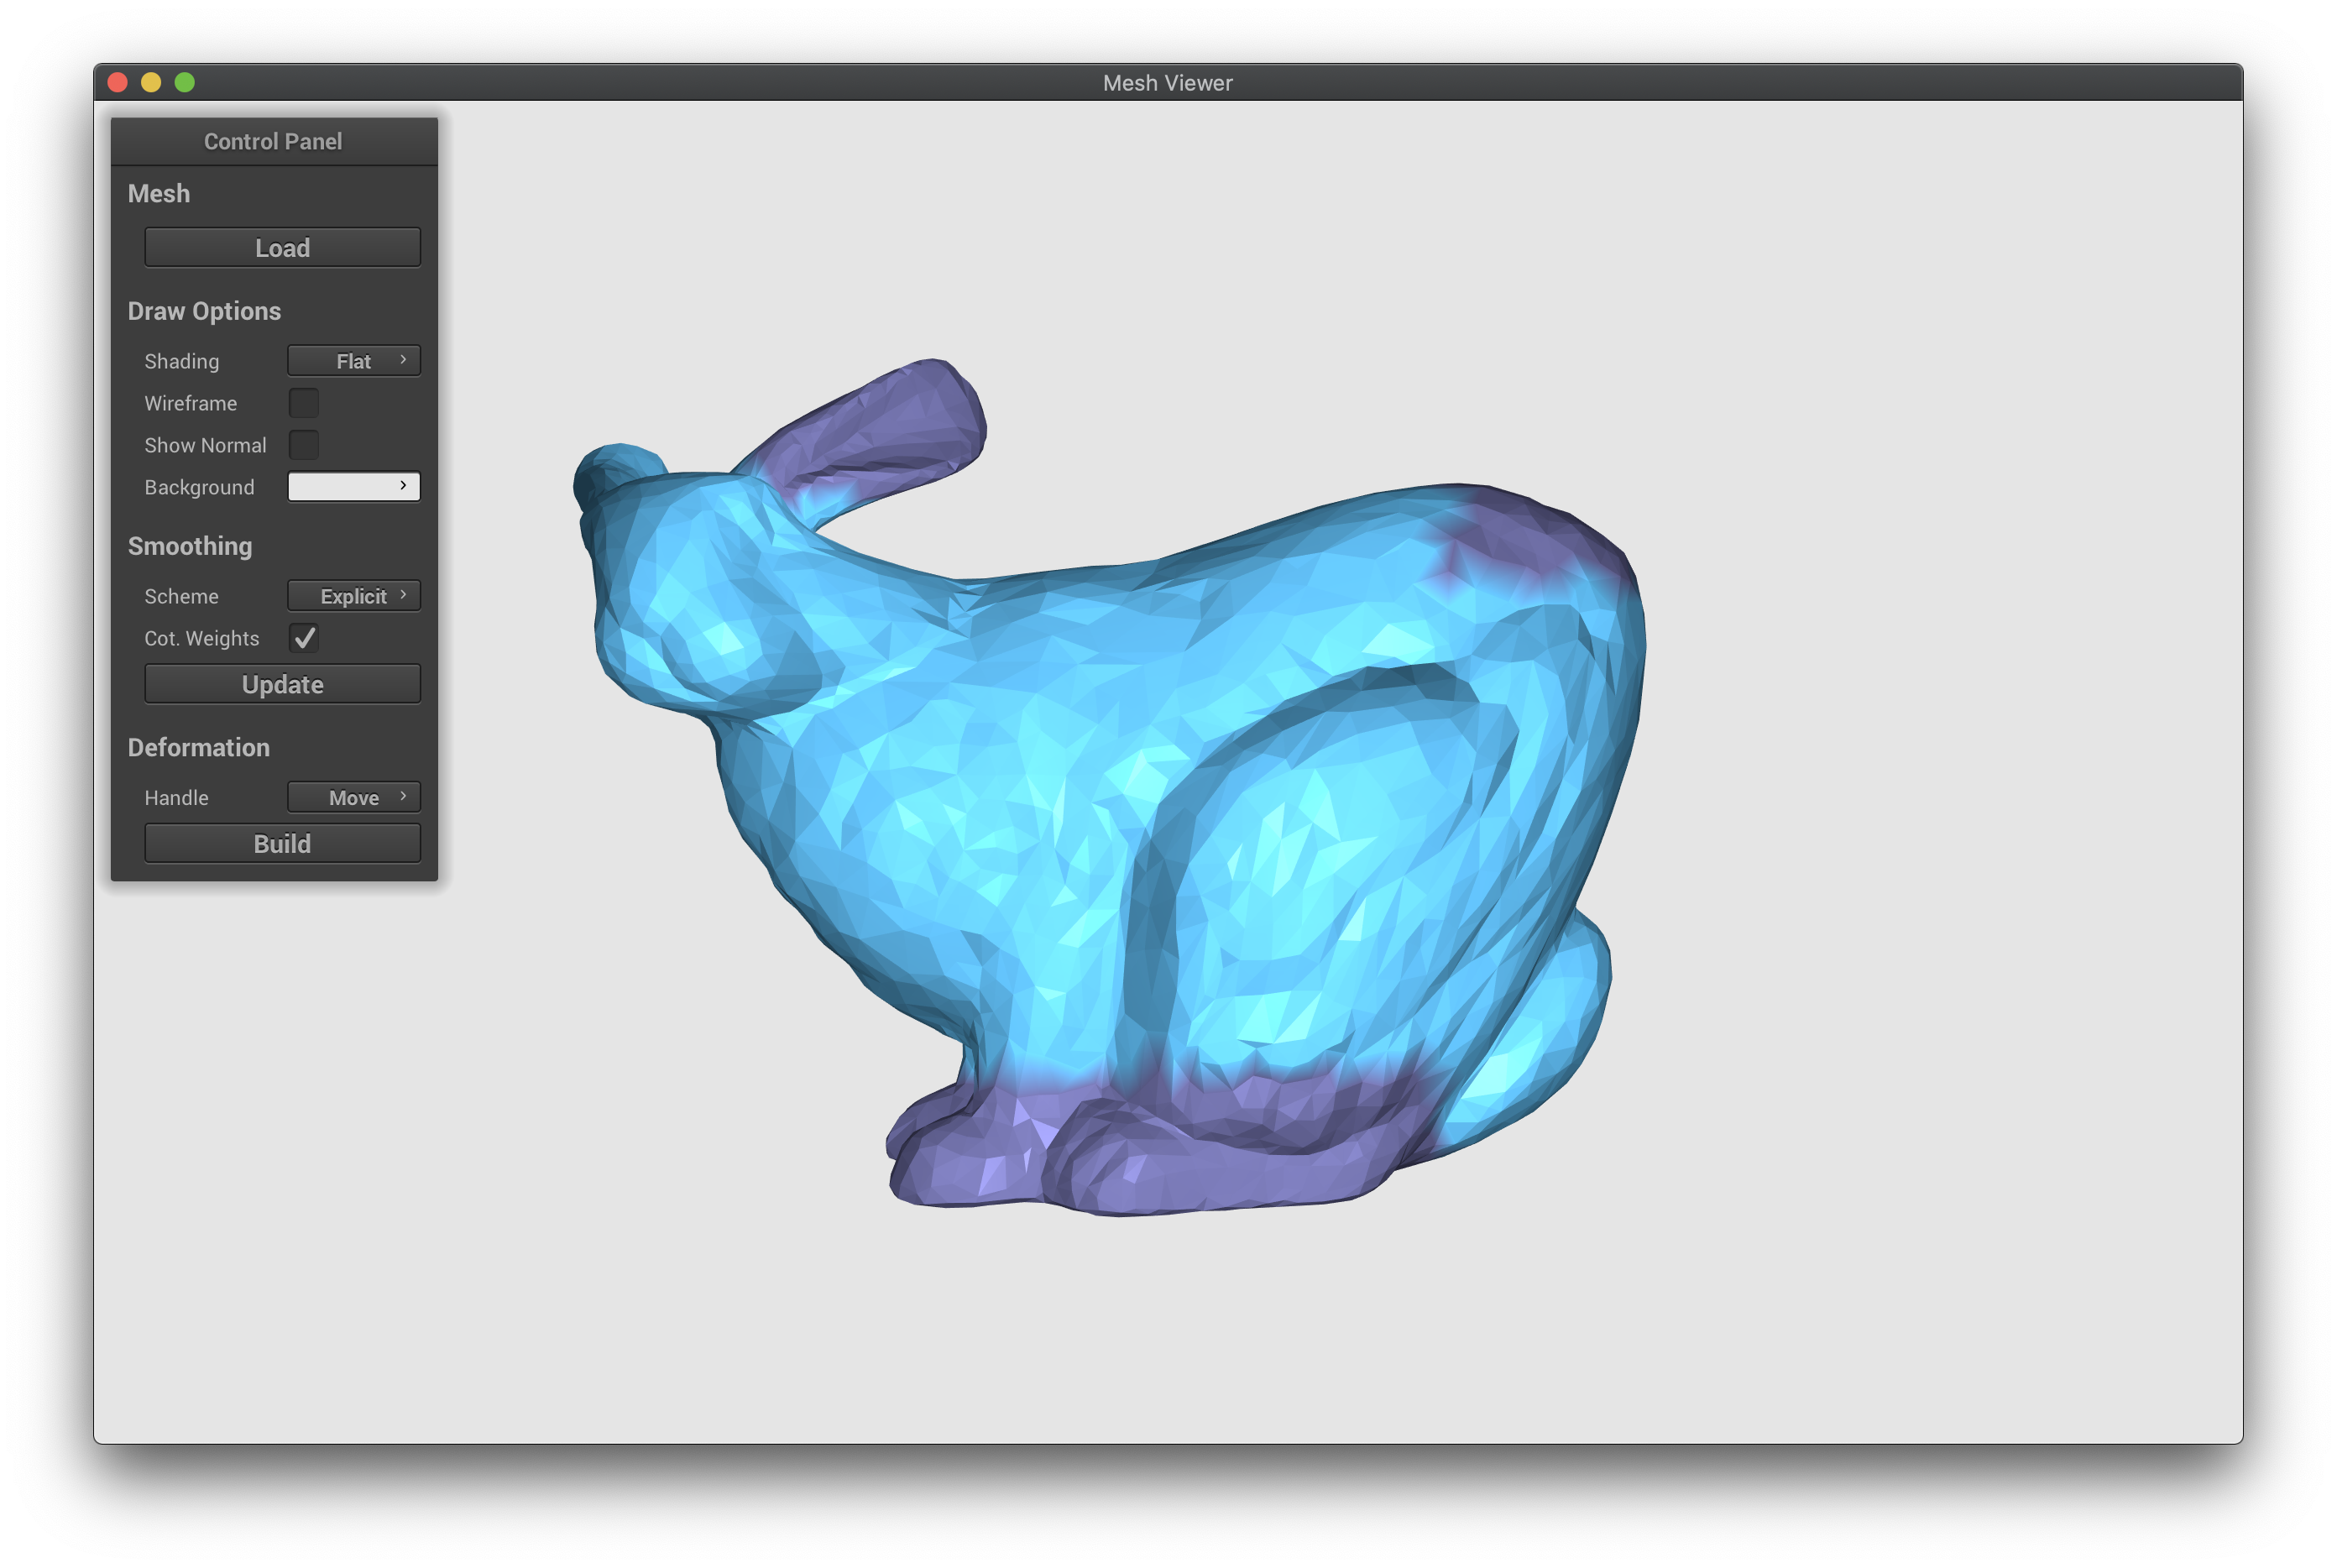 Mesh Viewer
Control Panel
Mesh
Load
Draw Options
Shading Flat
Wireframe
Show Normal
Background
Smoothing
Scheme Explicit
Cot. Weights
Update
Deformation
Handle Move
Build